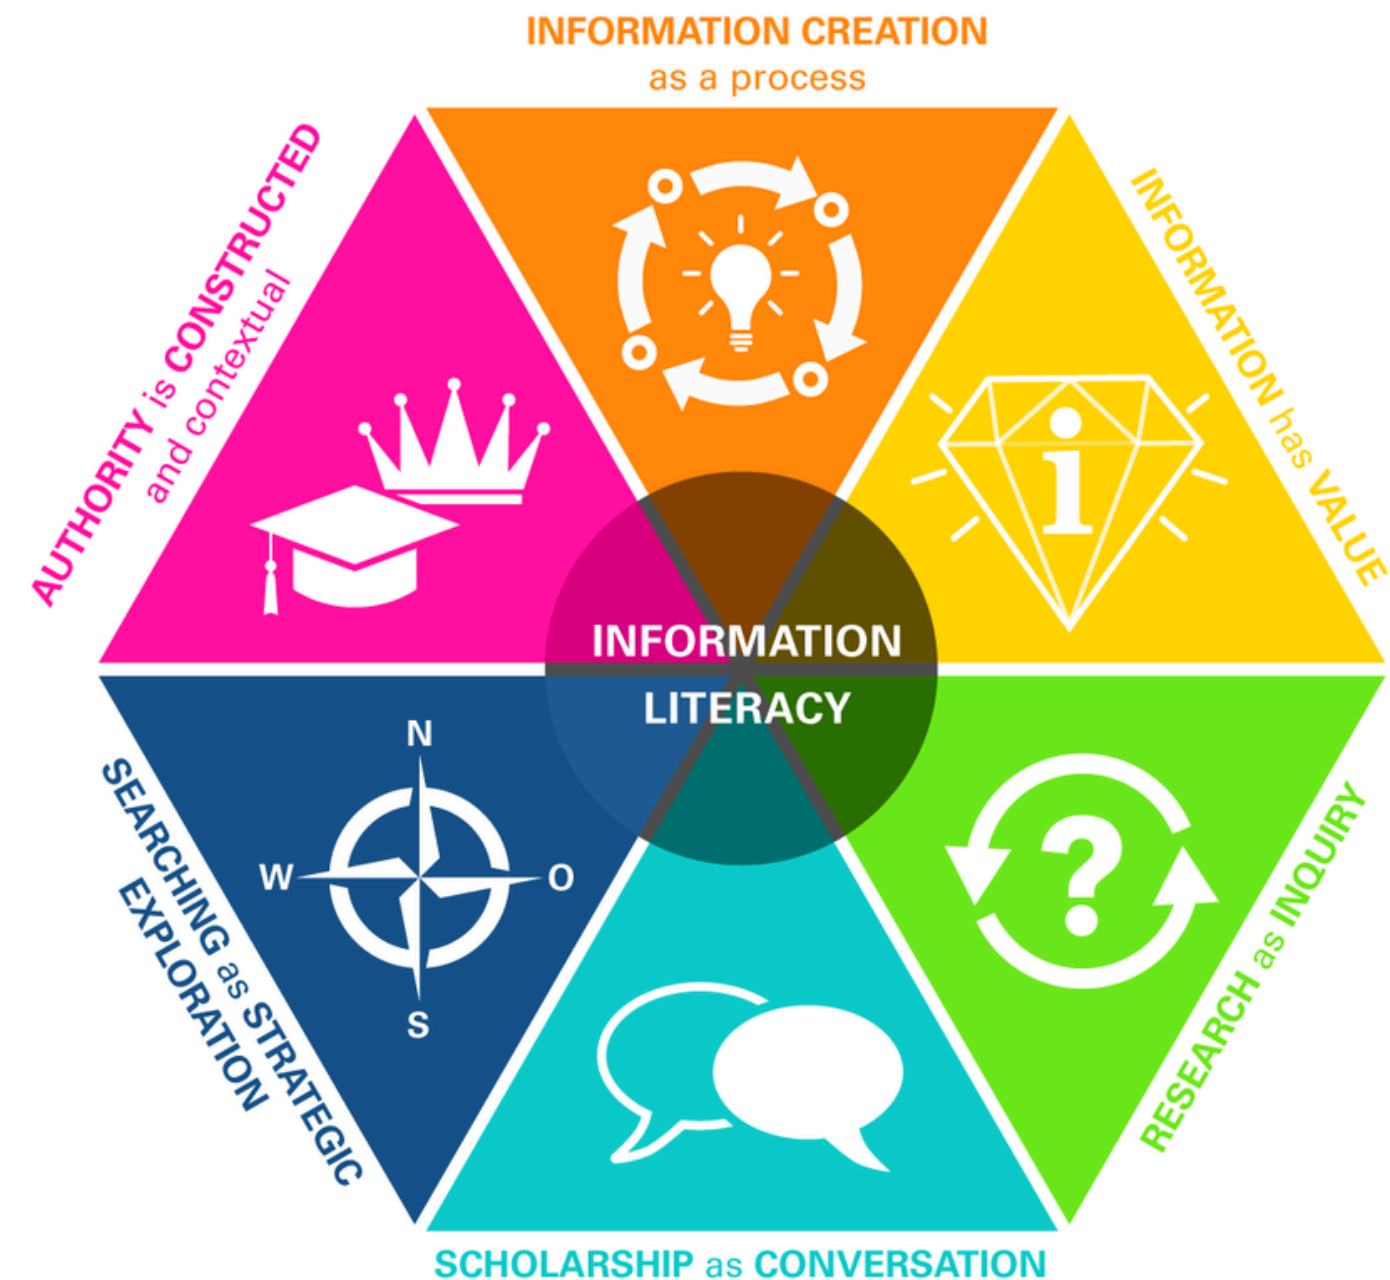 INFORMATION CREATION
as a process
AUTHORITY is CONSTRUCTED
and contextual
INFORMATION has VALUE
i
INFORMATION
LITERACY
N
W
O
S
SEARCHING as STRATEGIC
EXPLORATION
?
RESEARCH as INQUIRY
SCHOLARSHIP as CONVERSATION